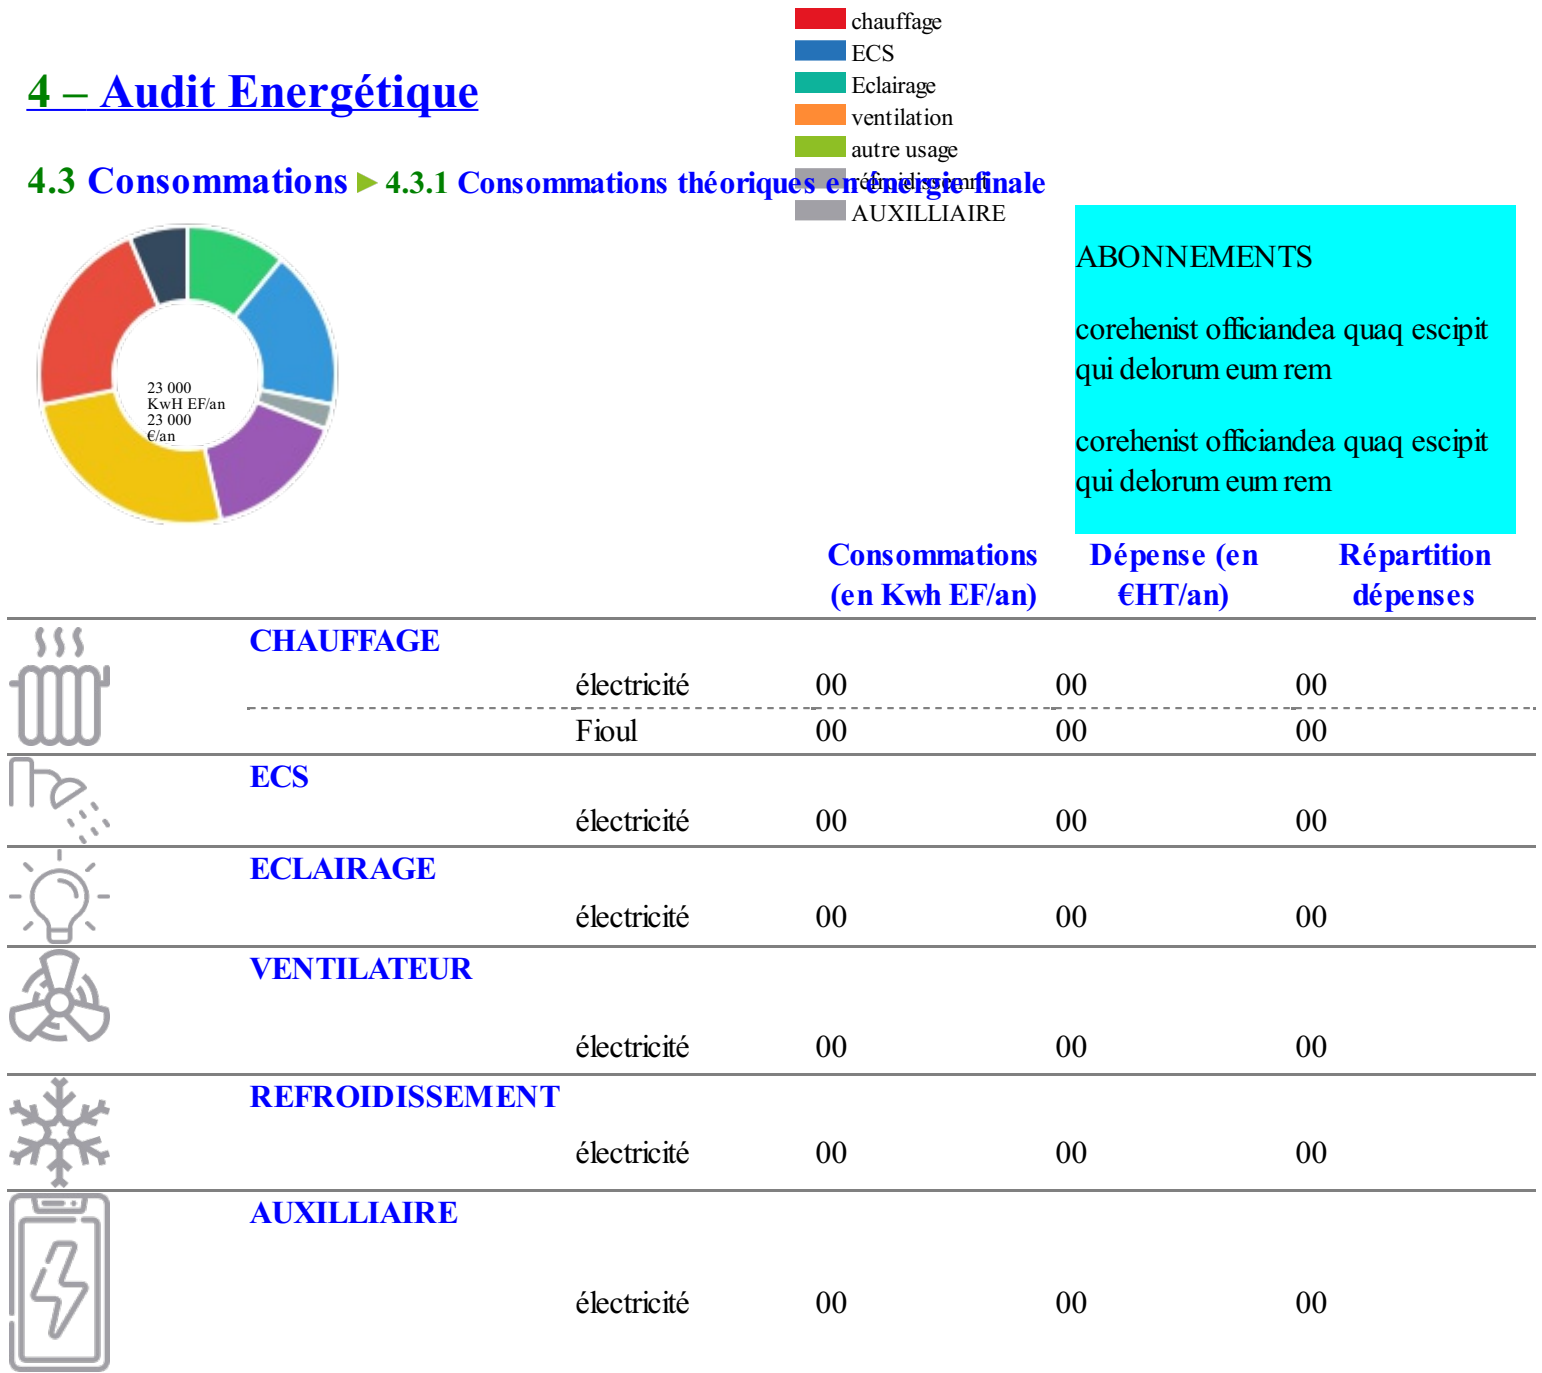 chauffage
ECS
Eclairage
ventilation
autre usage
réfroidissemnt
AUXILLIAIRE
4 – Audit Energétique
4.3 Consommations ▶ 4.3.1 Consommations théoriques en énergie finale
23 000
KwH EF/an
23 000
€/an
ABONNEMENTS
corehenist officiandea quaq escipit
qui delorum eum rem
corehenist officiandea quaq escipit
qui delorum eum rem
Consommations (en Kwh EF/an) Dépense (en €HT/an) Répartition dépenses
CHAUFFAGE
électricité 00 00 00
Fioul 00 00 00
ECS
électricité 00 00 00
ECLAIRAGE
électricité 00 00 00
VENTILATEUR
électricité 00 00 00
REFROIDISSEMENT
électricité 00 00 00
AUXILLIAIRE
électricité 00 00 00